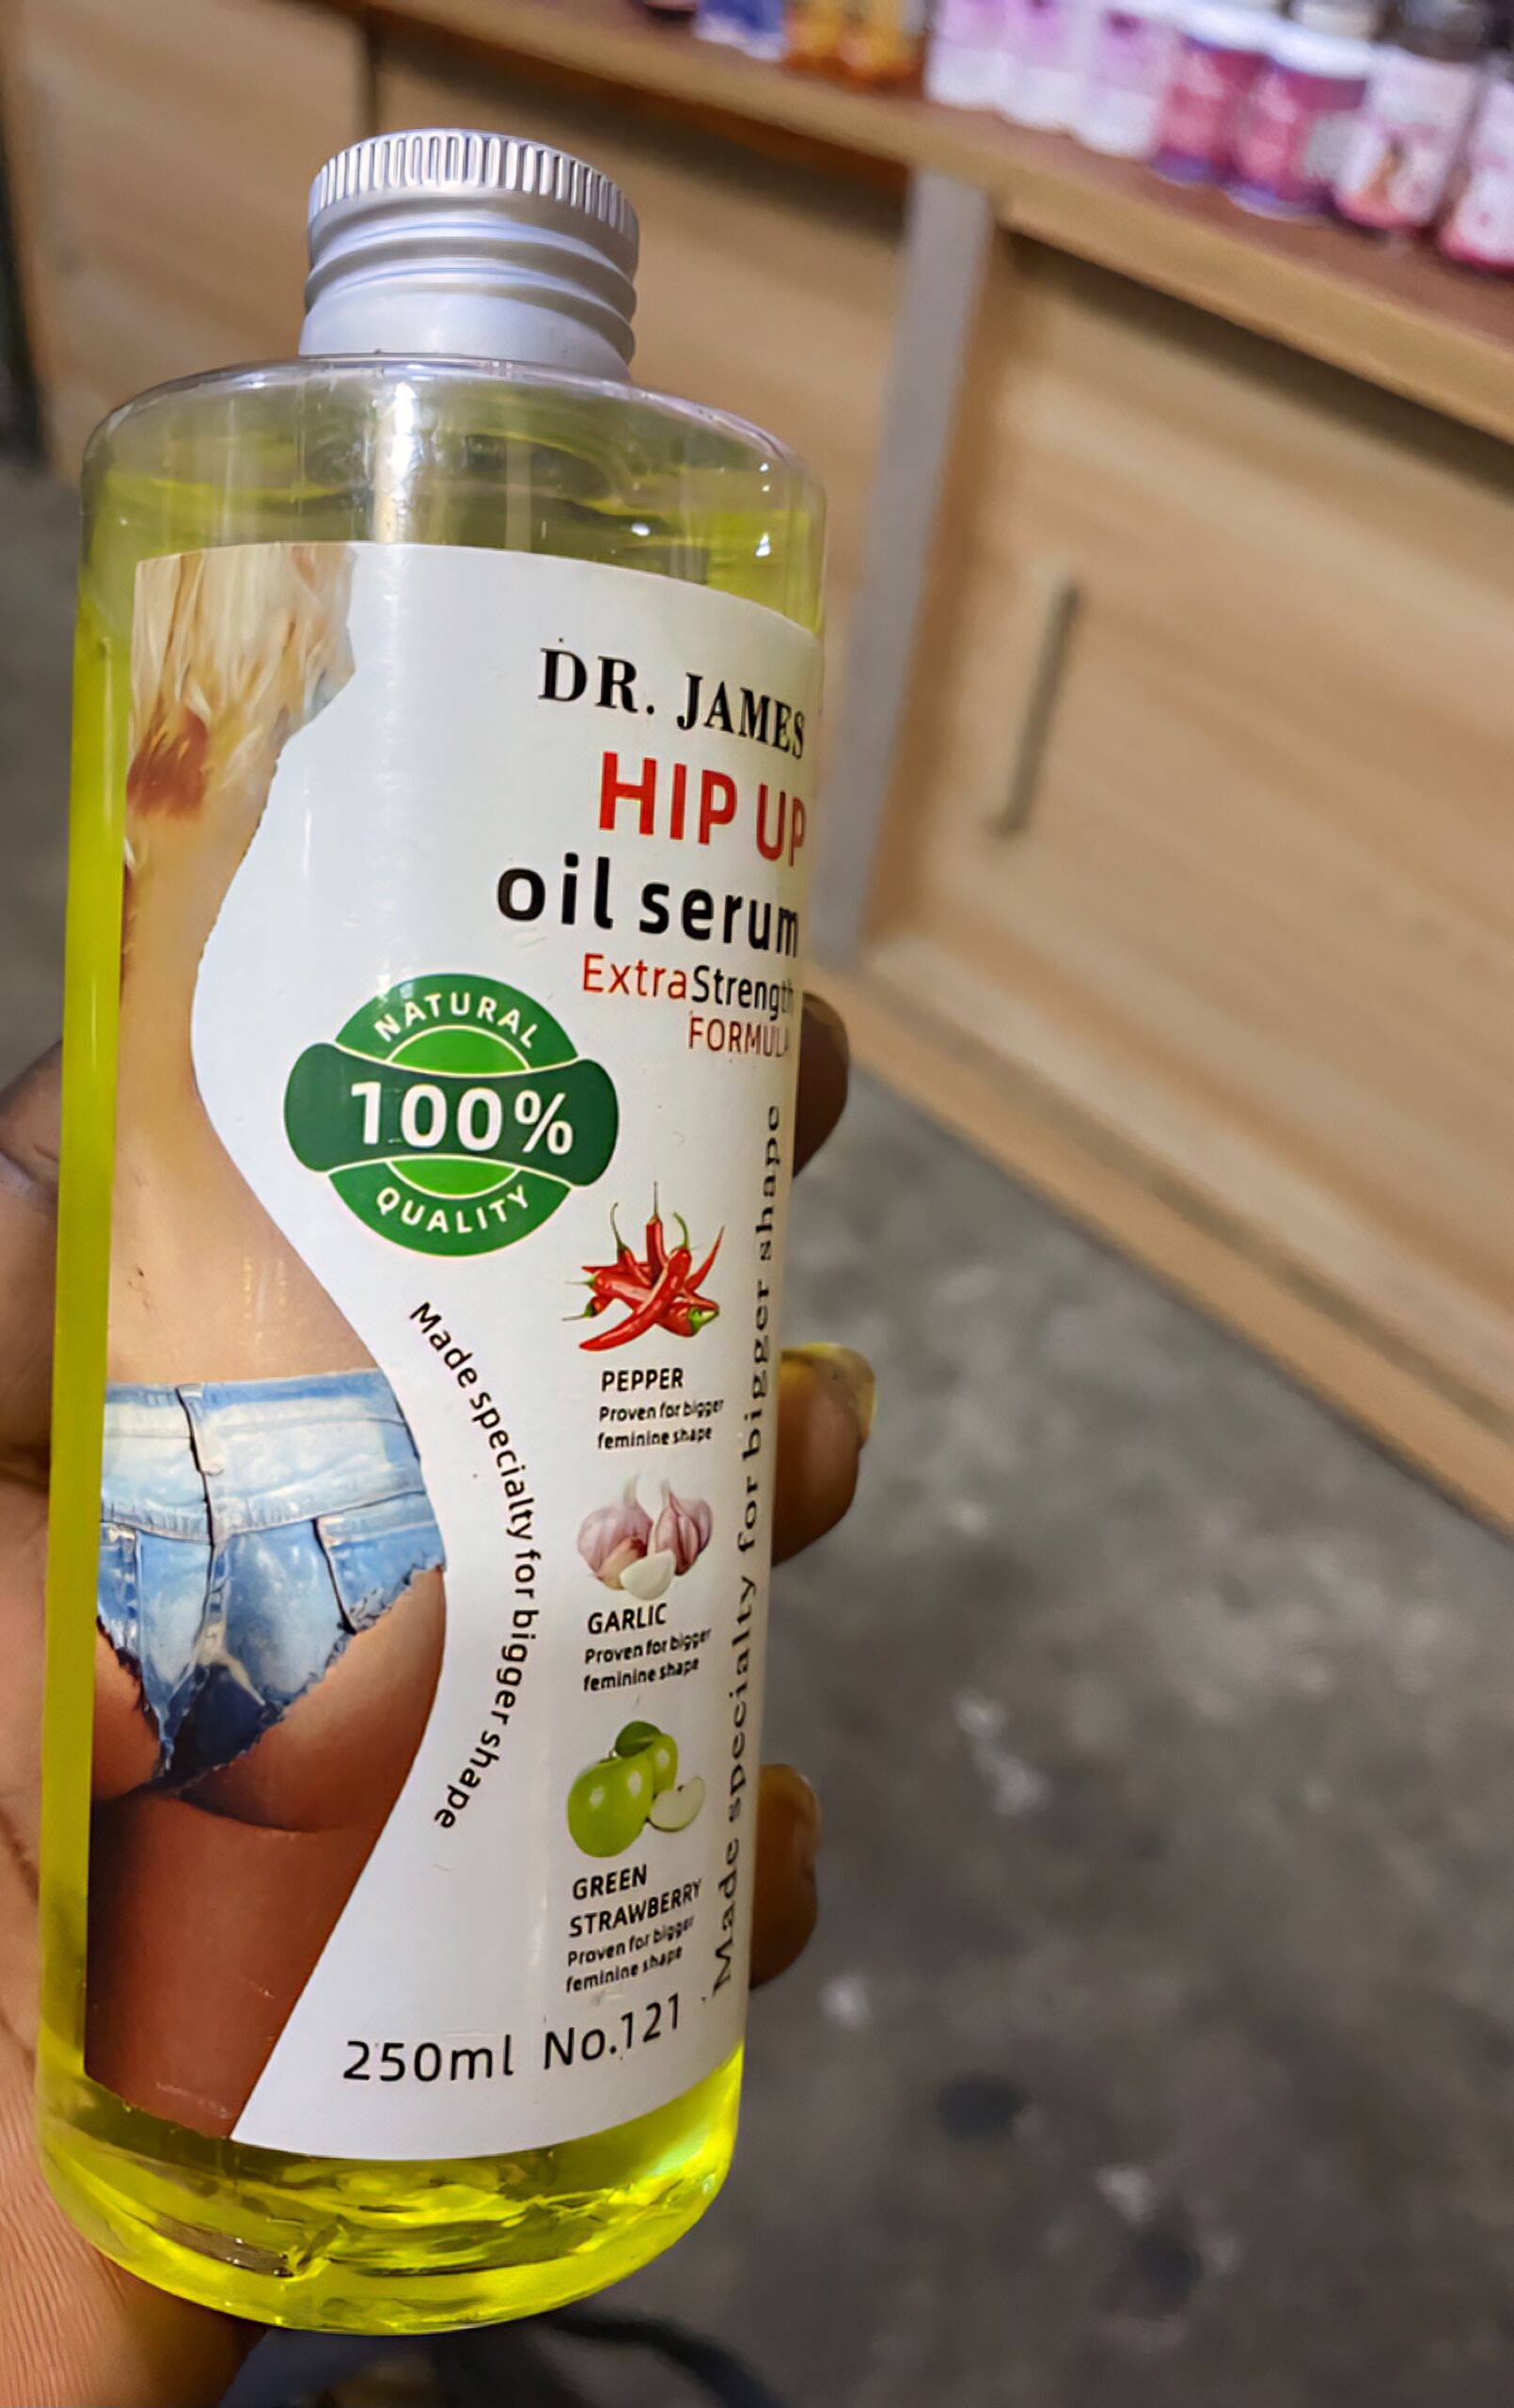 DR. JAMES
HIP UP
oil serum
Extra Strength
FORMULA
NATURAL
100%
QUALITY
Made specialty for bigger shape
PEPPER
Proven for bigger
feminine shape
GARLIC
Proven for bigger
feminine shape
GREEN
STRAWBERRY
Proven for bigger
feminine shape
Made specialty for bigger shape
250ml No.121